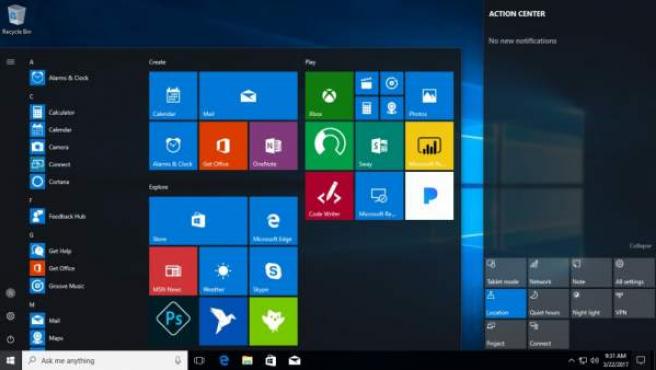 Recycle Bin
A
Alarms & Clock
C
Calculator
Calendar
Camera
Connect
Cortana
F
Feedback Hub
G
Get Help
Get Office
Groove Music
M
Mail
Maps
Create
Calendar
Mail
Alarms & Clock
Get Office
OneNote
Explore
Store
Microsoft Edge
MSN News
Weather
Skype
Ps
Play
Xbox
Photos
Sway
Microsoft Po...
Code Writer
Microsoft Re...
ACTION CENTER
No new notifications
Collapse
Tablet mode
Network
Note
All settings
Location
Quiet hours
Night light
VPN
Project
Connect
Ask me anything
9:31 AM
3/22/2017